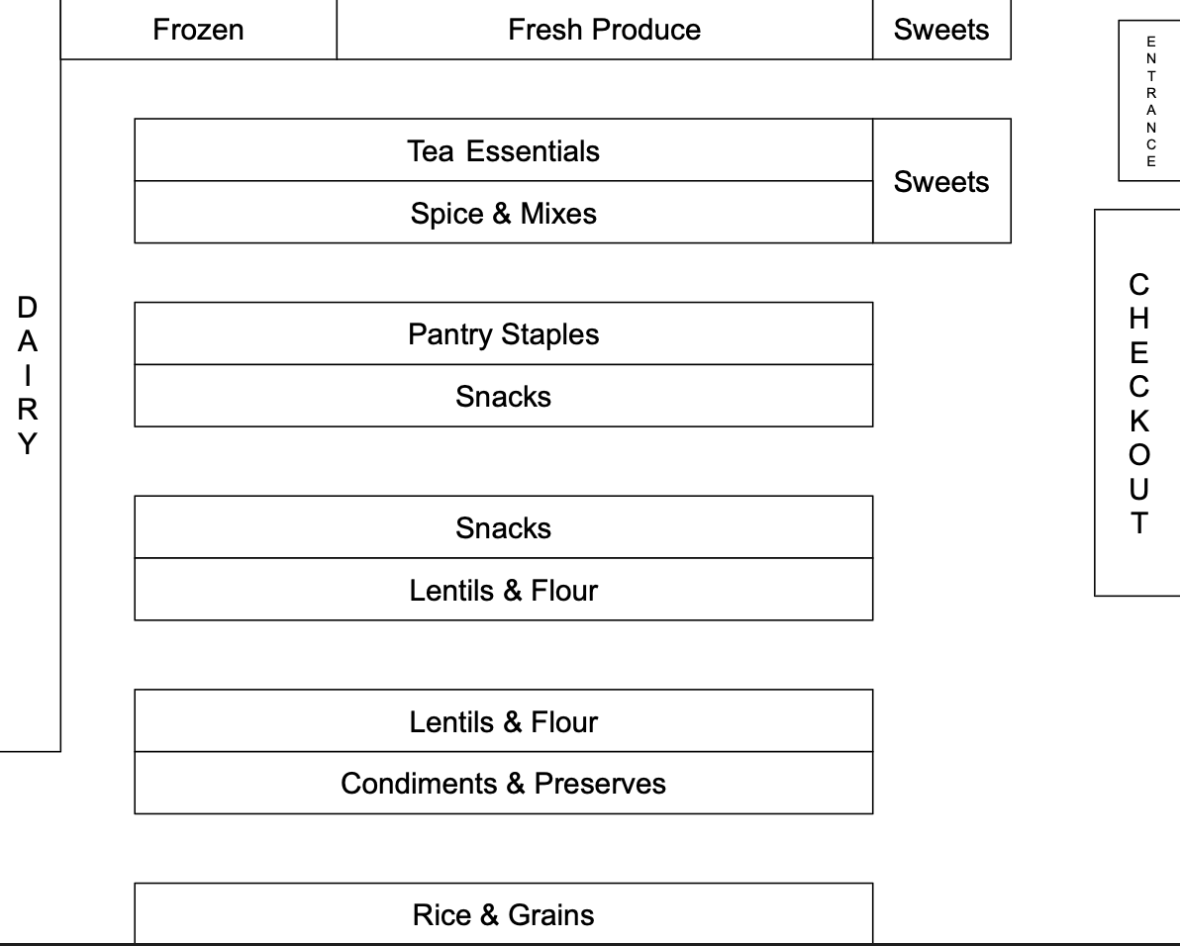 Frozen
Fresh Produce
Sweets
ENTRANCE
Tea Essentials
Sweets
Spice & Mixes
DAIRY
CHECKOUT
Pantry Staples
Snacks
Snacks
Lentils & Flour
Lentils & Flour
Condiments & Preserves
Rice & Grains